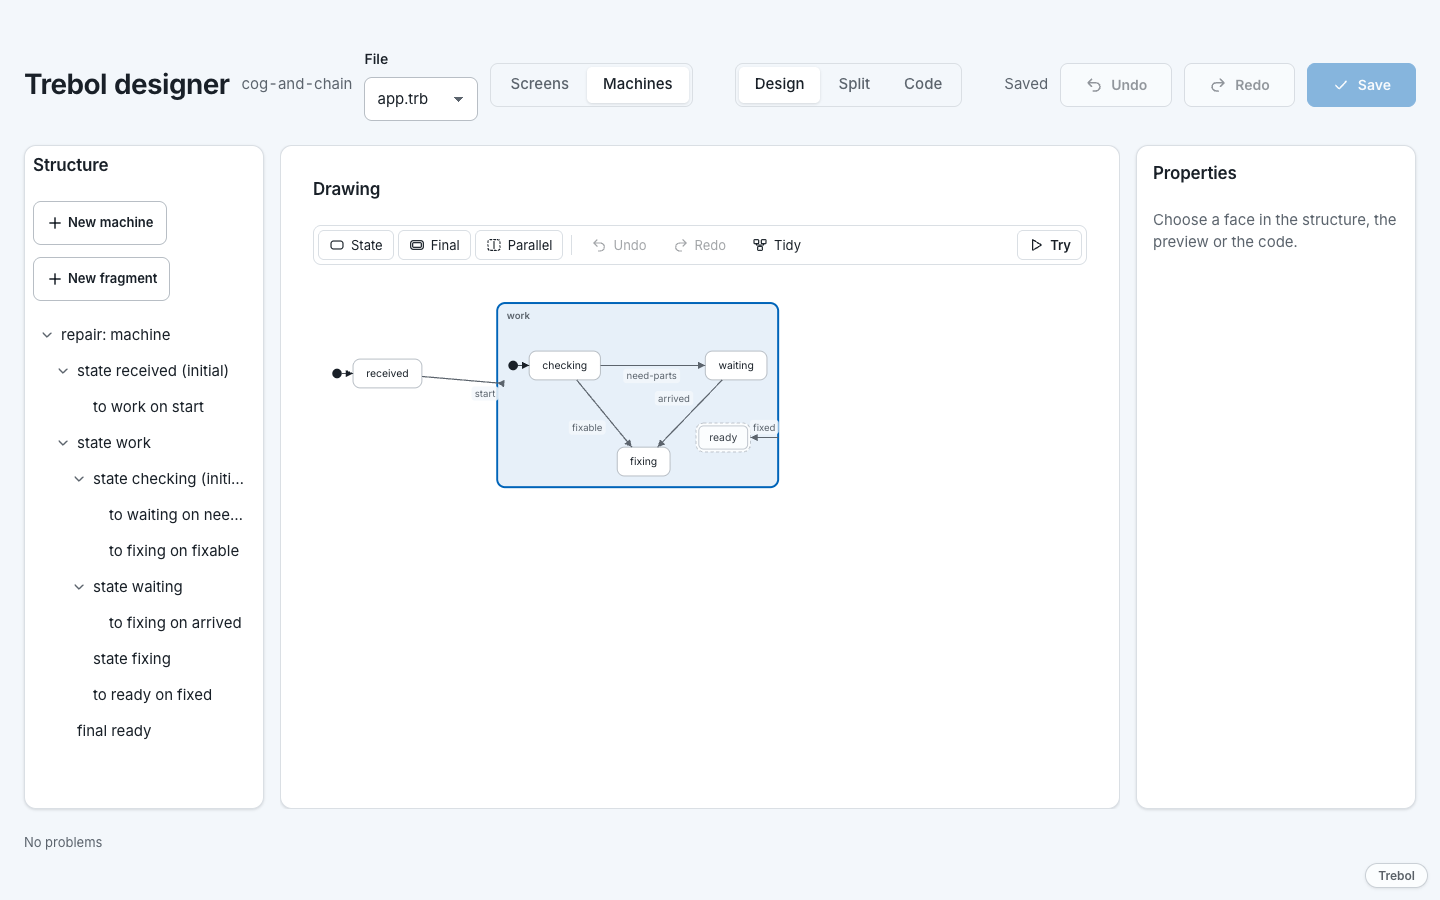 Trebol designer
cog-and-chain
File
app.trb
Screens
Machines
Design
Split
Code
Saved
Undo
Redo
Save
Structure
New machine
New fragment
repair: machine
state received (initial)
to work on start
state work
state checking (initi...
to waiting on nee...
to fixing on fixable
state waiting
to fixing on arrived
state fixing
to ready on fixed
final ready
Drawing
State
Final
Parallel
Undo
Redo
Tidy
Try
work
received
start
checking
need-parts
waiting
arrived
fixable
ready
fixed
fixing
Properties
Choose a face in the structure, the
preview or the code.
No problems
Trebol